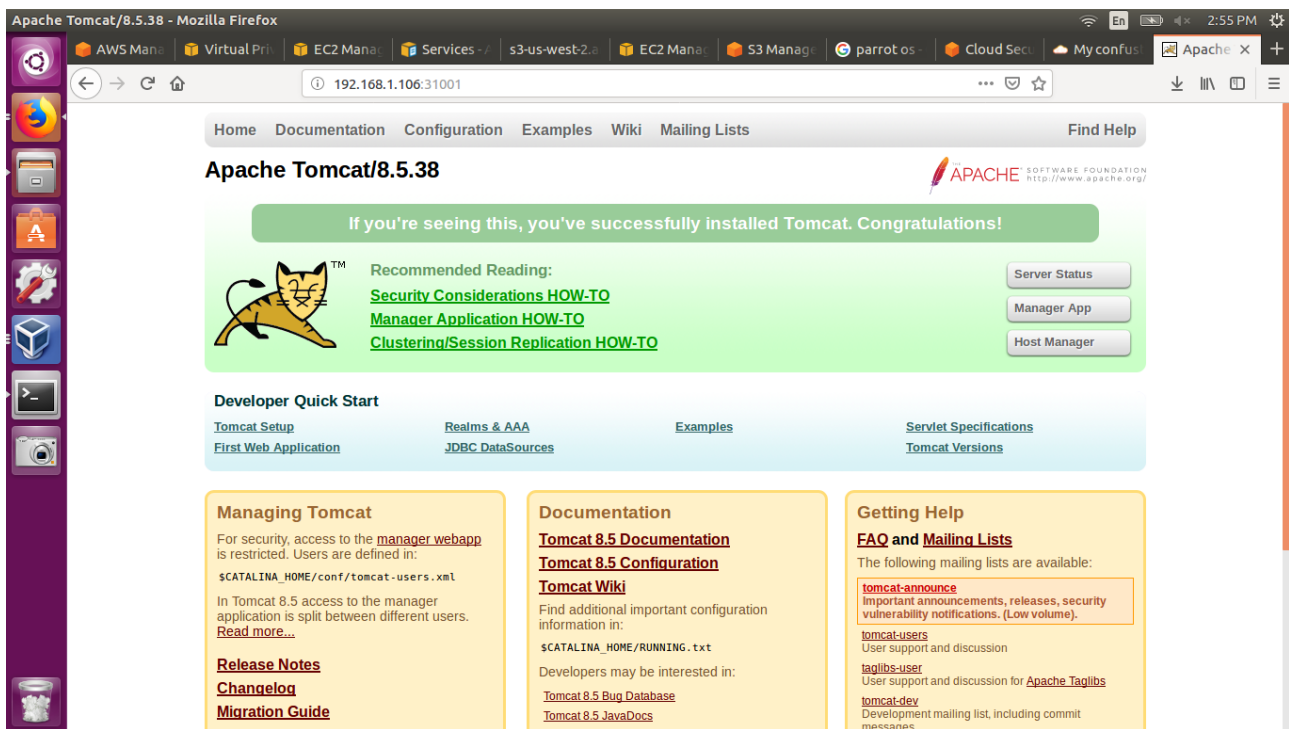 Apache Tomcat/8.5.38 - Mozilla Firefox
En
2:55 PM
AWS Mana
Virtual Priv
EC2 Manag
Services - A
s3-us-west-2.a
EC2 Manag
S3 Manage
parrot os -
Cloud Secu
My confust
Apache
192.168.1.106:31001
Home Documentation Configuration Examples Wiki Mailing Lists Find Help
Apache Tomcat/8.5.38
THE
APACHE SOFTWARE FOUNDATION
http://www.apache.org/
If you're seeing this, you've successfully installed Tomcat. Congratulations!
TM
Recommended Reading:
Security Considerations HOW-TO
Manager Application HOW-TO
Clustering/Session Replication HOW-TO
Server Status
Manager App
Host Manager
Developer Quick Start
Tomcat Setup
First Web Application
Realms & AAA
JDBC DataSources
Examples
Servlet Specifications
Tomcat Versions
Managing Tomcat
For security, access to the manager webapp
is restricted. Users are defined in:
$CATALINA_HOME/conf/tomcat-users.xml
In Tomcat 8.5 access to the manager
application is split between different users.
Read more...
Release Notes
Changelog
Migration Guide
Documentation
Tomcat 8.5 Documentation
Tomcat 8.5 Configuration
Tomcat Wiki
Find additional important configuration
information in:
$CATALINA_HOME/RUNNING.txt
Developers may be interested in:
Tomcat 8.5 Bug Database
Tomcat 8.5 JavaDocs
Getting Help
FAQ and Mailing Lists
The following mailing lists are available:
tomcat-announce
Important announcements, releases, security
vulnerability notifications. (Low volume).
tomcat-users
User support and discussion
taglibs-user
User support and discussion for Apache Taglibs
tomcat-dev
Development mailing list, including commit
messages